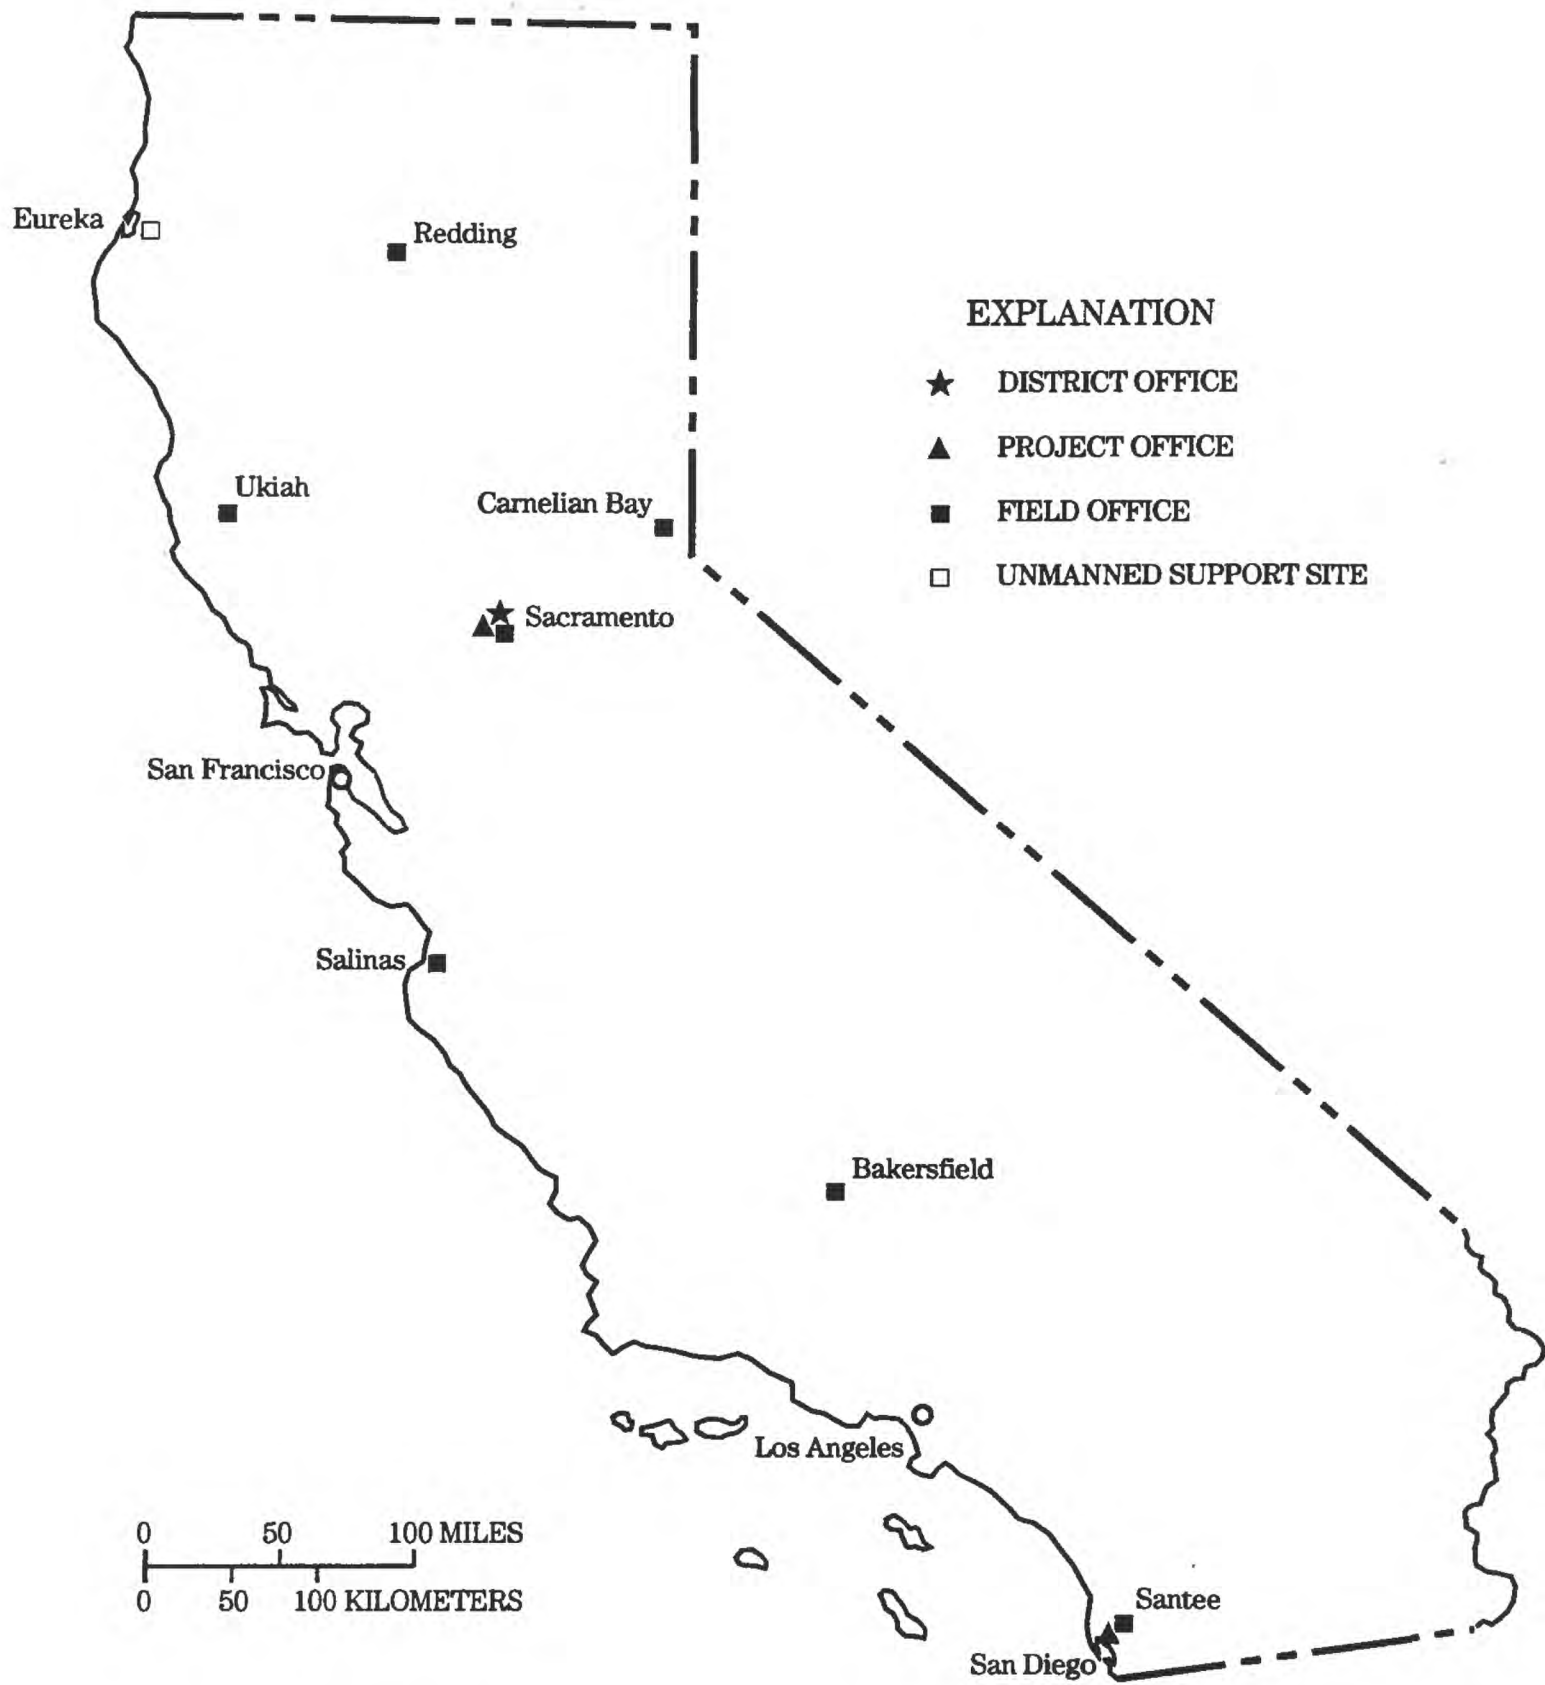 Eureka
Redding
EXPLANATION
DISTRICT OFFICE
PROJECT OFFICE
FIELD OFFICE
UNMANNED SUPPORT SITE
Ukiah
Carnelian Bay
Sacramento
San Francisco
Salinas
Bakersfield
Los Angeles
0 50 100 MILES
0 50 100 KILOMETERS
Santee
San Diego